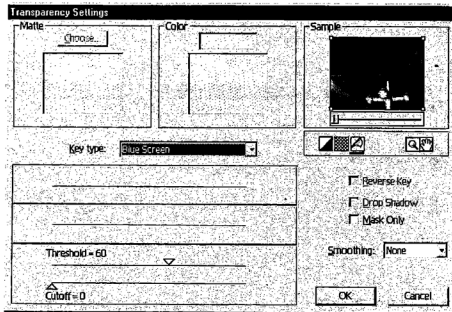 Transparency Settings
Matte
Choose...
Color
Sample
Key type: Blue Screen
Reverse Key
Drop Shadow
Mask Only
Threshold = 60
Smoothing: None
Cutoff = 0
OK
Cancel